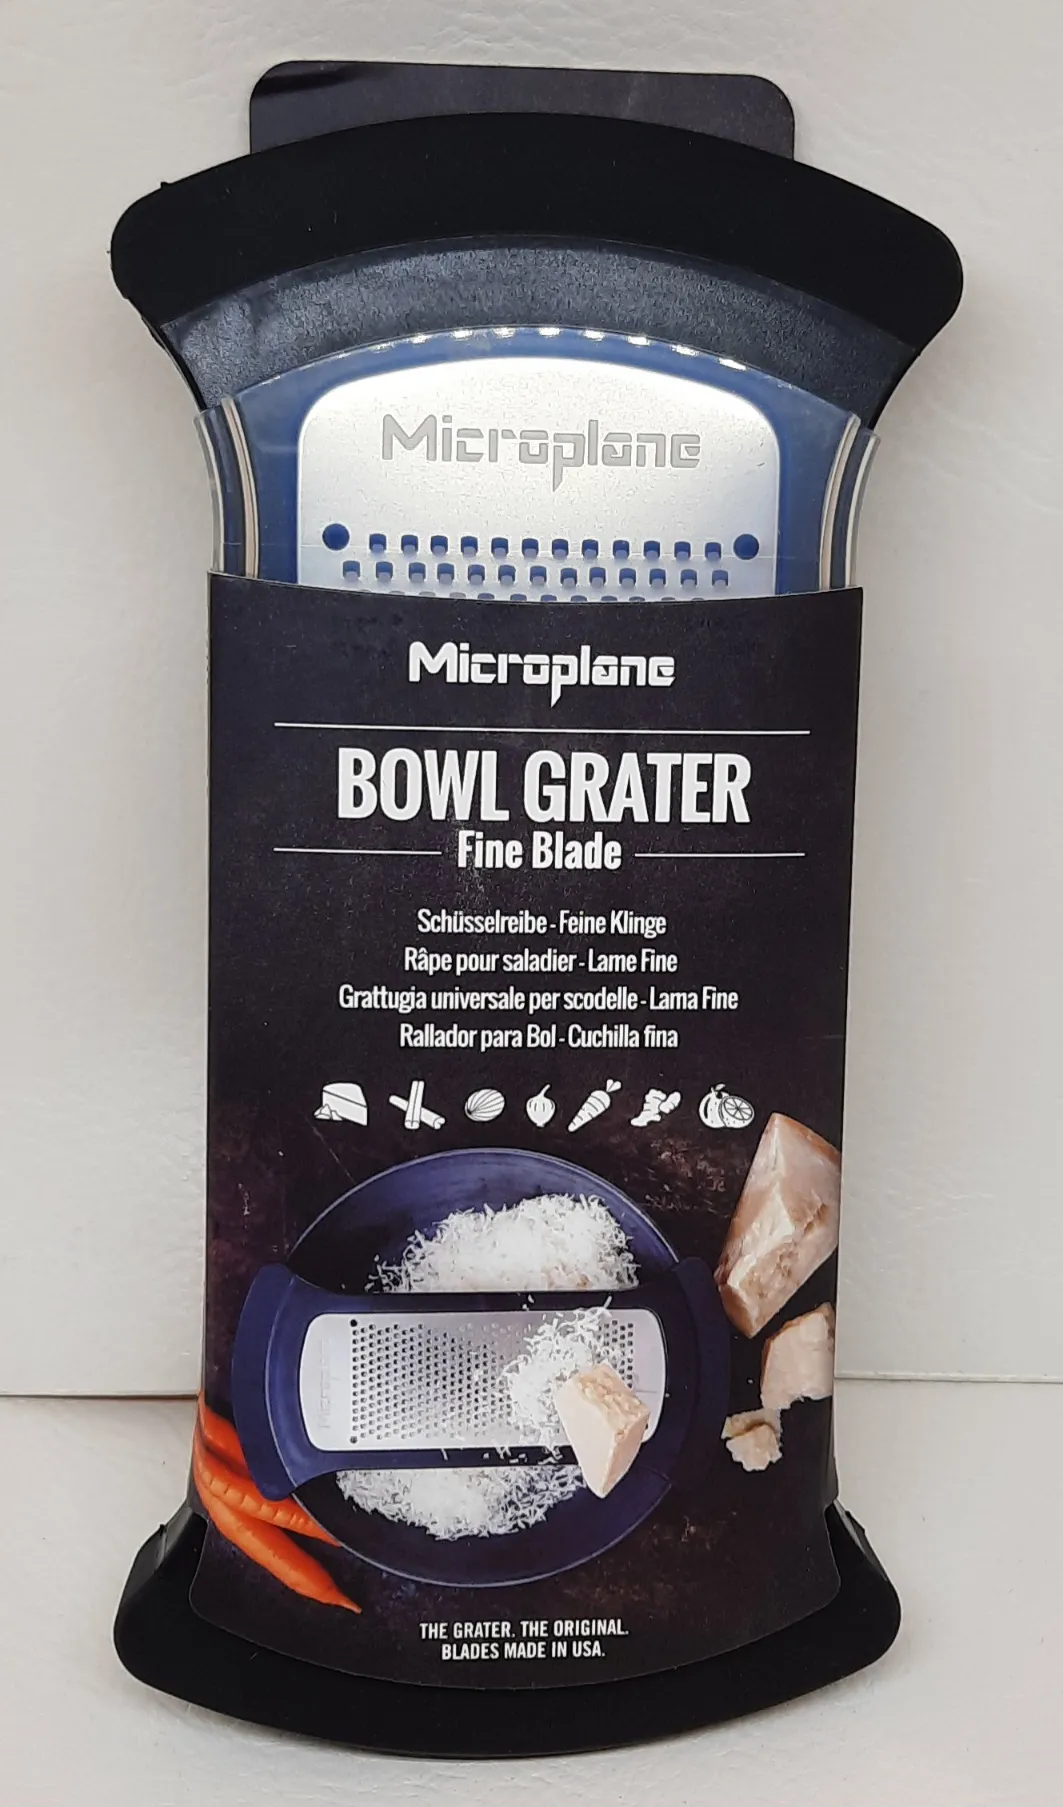 Microplane
Microplane
BOWL GRATER
Fine Blade
Schüsselreibe - Feine Klinge
Râpe pour saladier - Lame Fine
Grattugia universale per scodelle - Lama Fine
Rallador para Bol - Cuchilla fina
Microplane
THE GRATER. THE ORIGINAL.
BLADES MADE IN USA.